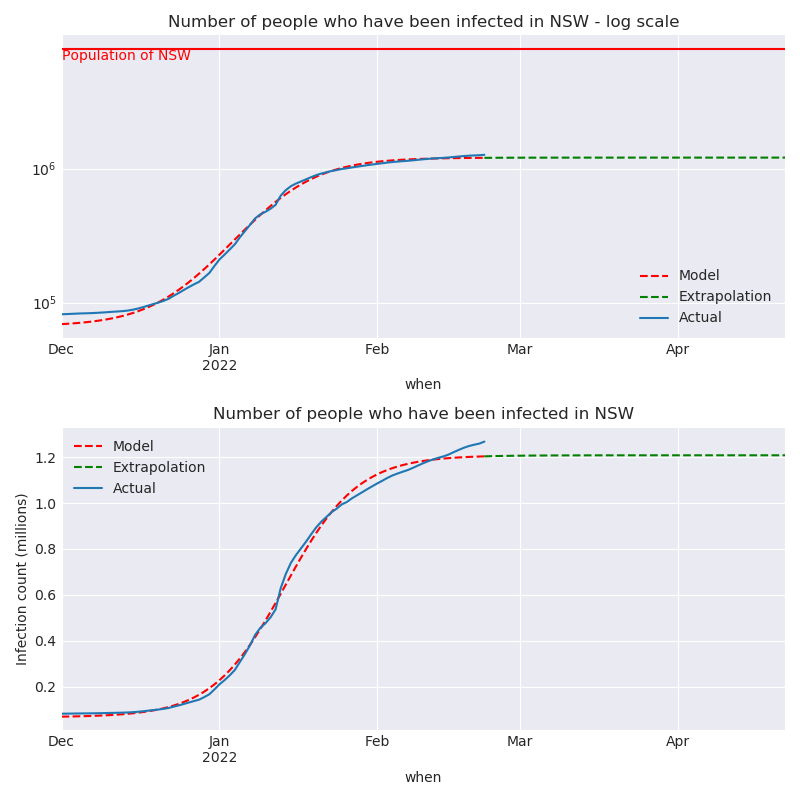 Number of people who have been infected in NSW - log scale
Population of NSW
10^6
10^5
Model
Extrapolation
Actual
Dec Jan Feb Mar Apr
2022
when
Number of people who have been infected in NSW
Infection count (millions)
1.2
1.0
0.8
0.6
0.4
0.2
Model
Extrapolation
Actual
Dec Jan Feb Mar Apr
2022
when